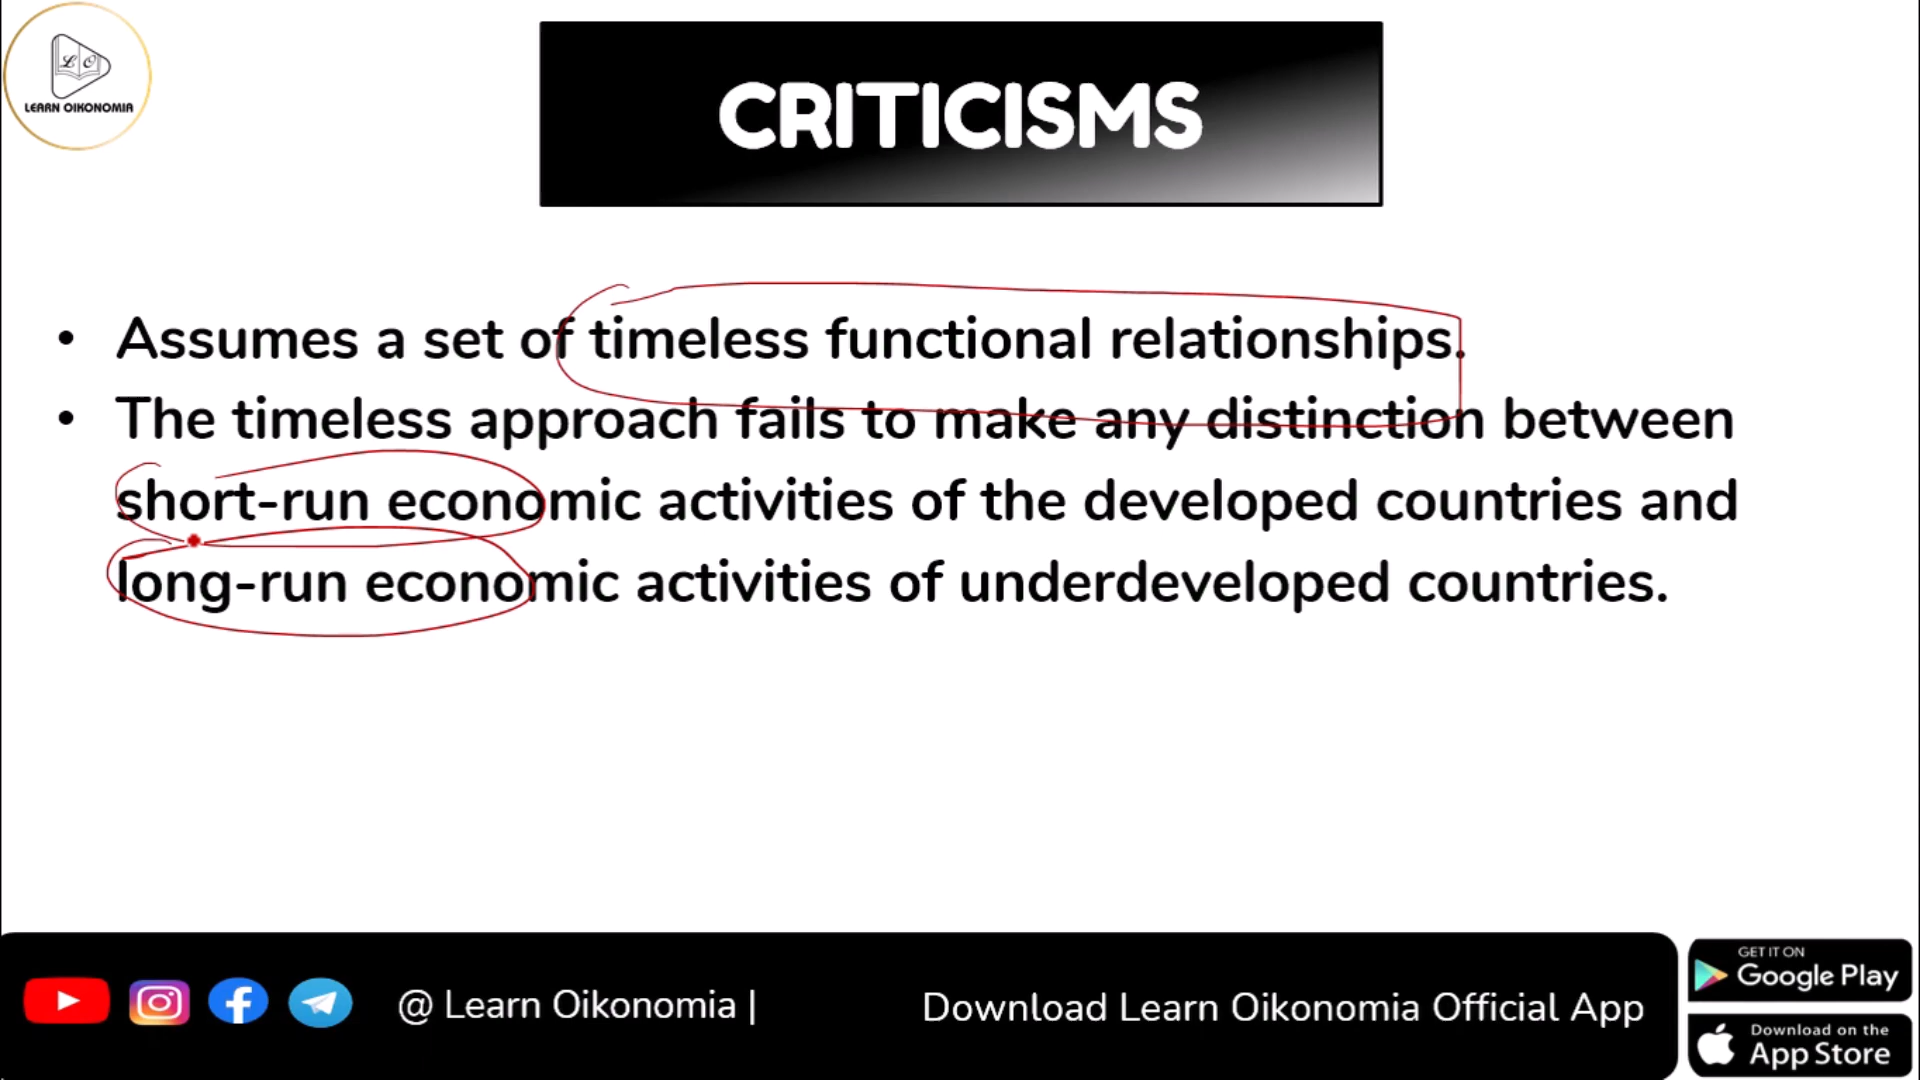 L O
LEARN OIKONOMIA
CRITICISMS
• Assumes a set of timeless functional relationships.
• The timeless approach fails to make any distinction between
short-run economic activities of the developed countries and
long-run economic activities of underdeveloped countries.
@ Learn Oikonomia |
Download Learn Oikonomia Official App
GET IT ON
Google Play
Download on the
App Store